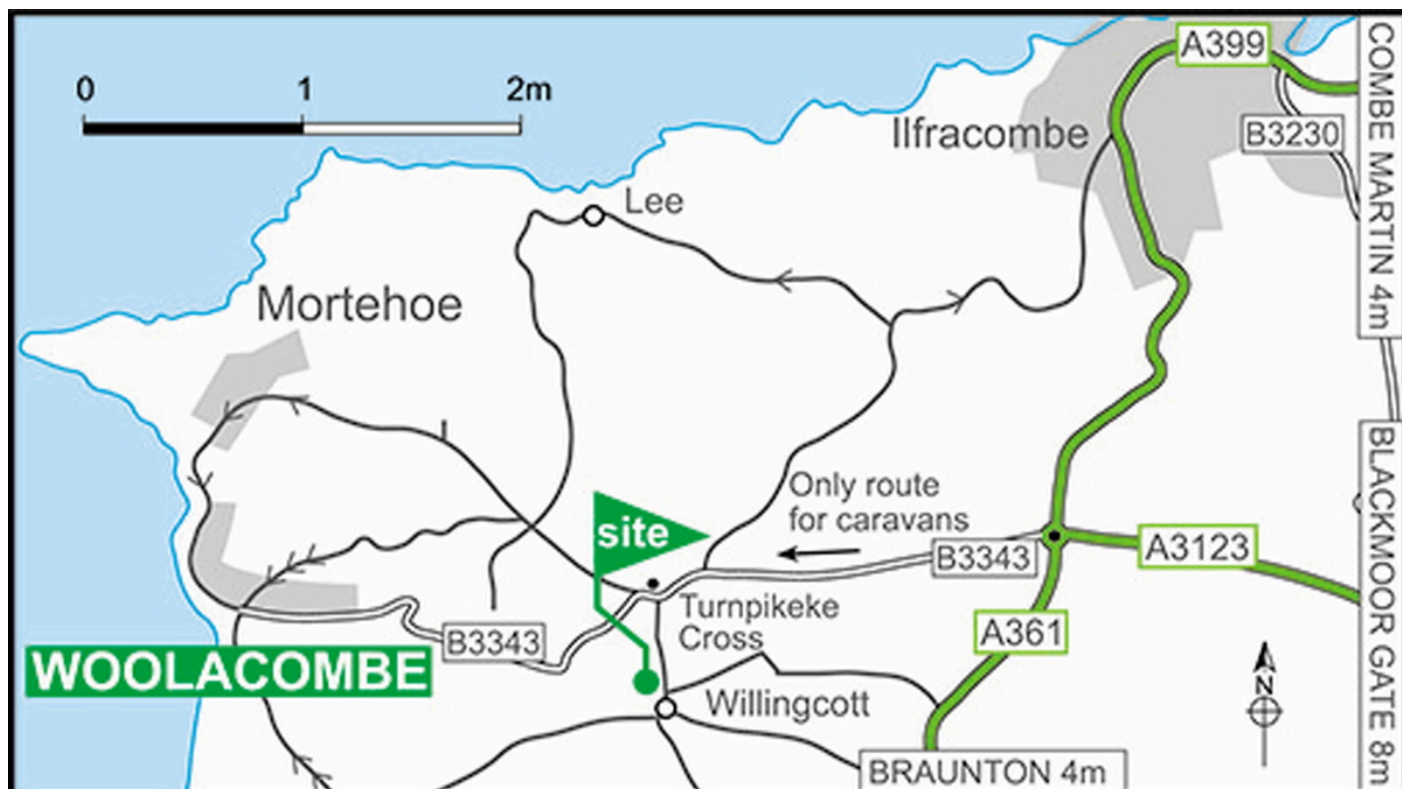 0 1 2m
A399
COMBE MARTIN 4m
Ilfracombe
B3230
Lee
Mortehoe
Only route
for caravans
site
B3343
A3123
Turnpikeke
Cross
A361
B3343
WOOLACOMBE
BLACKMOOR GATE 8m
N
Willingcott
BRAUNTON 4m